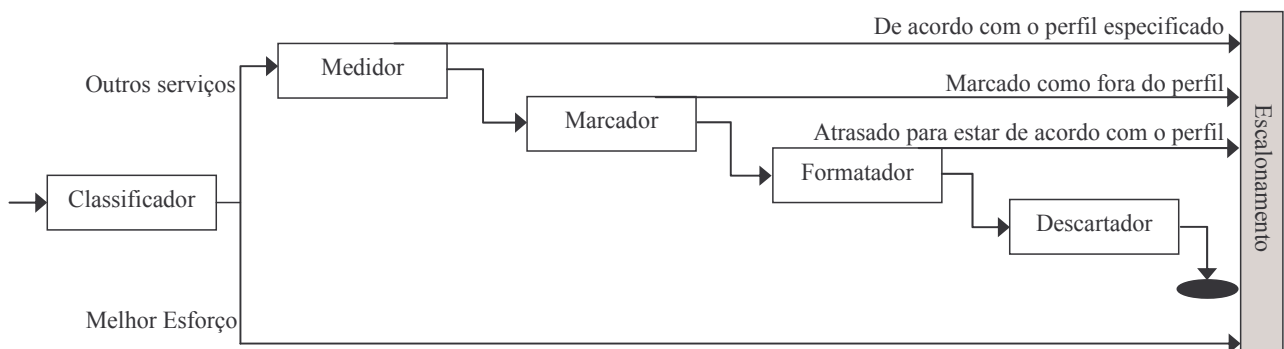 De acordo com o perfil especificado
Medidor
Outros serviços
Marcado como fora do perfil
Marcador
Atrasado para estar de acordo com o perfil
Formatador
Classificador
Descartador
Escalonamento
Melhor Esforço